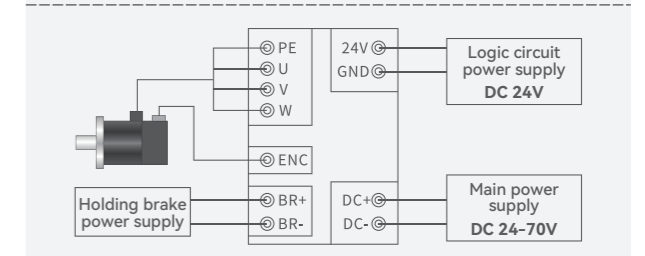 PE
U
V
W
ENC
BR+
BR-
24V
GND
DC+
DC-
Logic circuit
power supply
DC 24V
Holding brake
power supply
Main power
supply
DC 24-70V